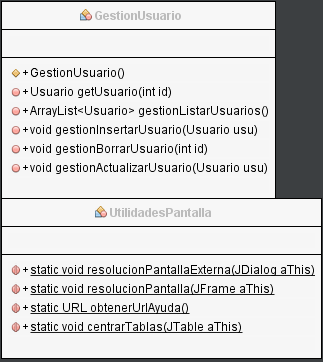 GestionUsuario
+ GestionUsuario()
+ Usuario getUsuario(int id)
+ ArrayList<Usuario> gestionListarUsuarios()
+ void gestionInsertarUsuario(Usuario usu)
+ void gestionBorrarUsuario(int id)
+ void gestionActualizarUsuario(Usuario usu)
UtilidadesPantalla
+ static void resolucionPantallaExterna(JDialog aThis)
+ static void resolucionPantalla(JFrame aThis)
+ static URL obtenerUrlAyuda()
+ static void centrarTablas(JTable aThis)